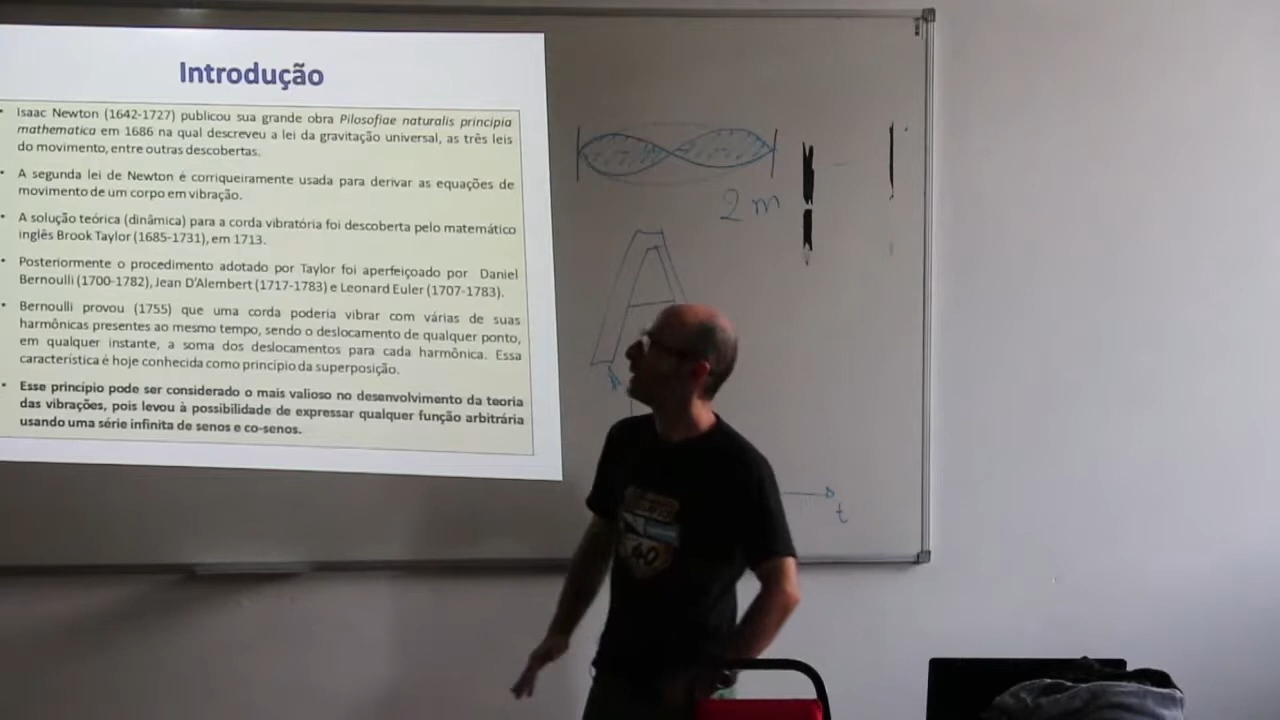 Introdução
• Isaac Newton (1642-1727) publicou sua grande obra Pilosofiae naturalis principia
mathematica em 1686 na qual descreveu a lei da gravitação universal, as três leis
do movimento, entre outras descobertas.
• A segunda lei de Newton é corriqueiramente usada para derivar as equações de
movimento de um corpo em vibração.
• A solução teórica (dinâmica) para a corda vibratória foi descoberta pelo matemático
inglês Brook Taylor (1685-1731), em 1713.
• Posteriormente o procedimento adotado por Taylor foi aperfeiçoado por Daniel
Bernoulli (1700-1782), Jean D'Alembert (1717-1783) e Leonard Euler (1707-1783).
• Bernoulli provou (1755) que uma corda poderia vibrar com várias de suas
harmônicas presentes ao mesmo tempo, sendo o deslocamento de qualquer ponto,
em qualquer instante, a soma dos deslocamentos para cada harmônica. Essa
característica é hoje conhecida como princípio da superposição.
• Esse princípio pode ser considerado o mais valioso no desenvolvimento da teoria
das vibrações, pois levou à possibilidade de expressar qualquer função arbitrária
usando uma série infinita de senos e co-senos.
2 m
t
40